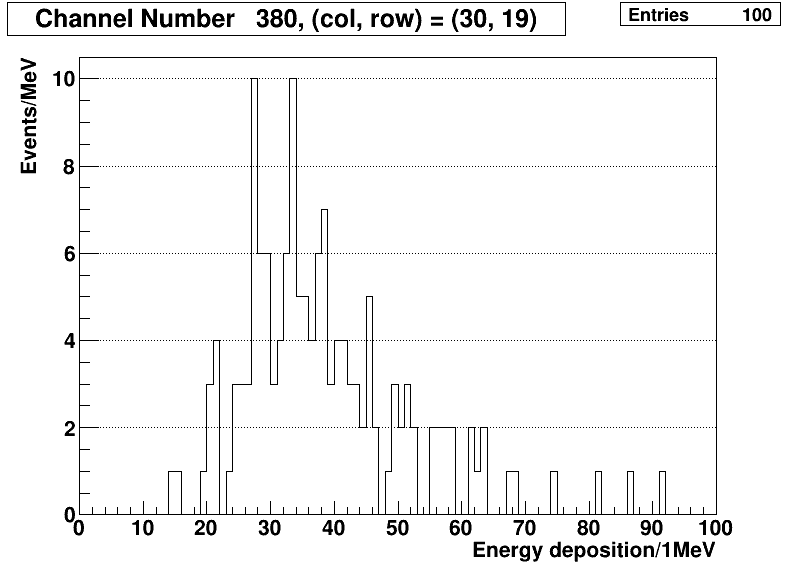 Channel Number 380, (col, row) = (30, 19)
Entries 100
Events/MeV
10
8
6
4
2
0
0 10 20 30 40 50 60 70 80 90 100
Energy deposition/1MeV